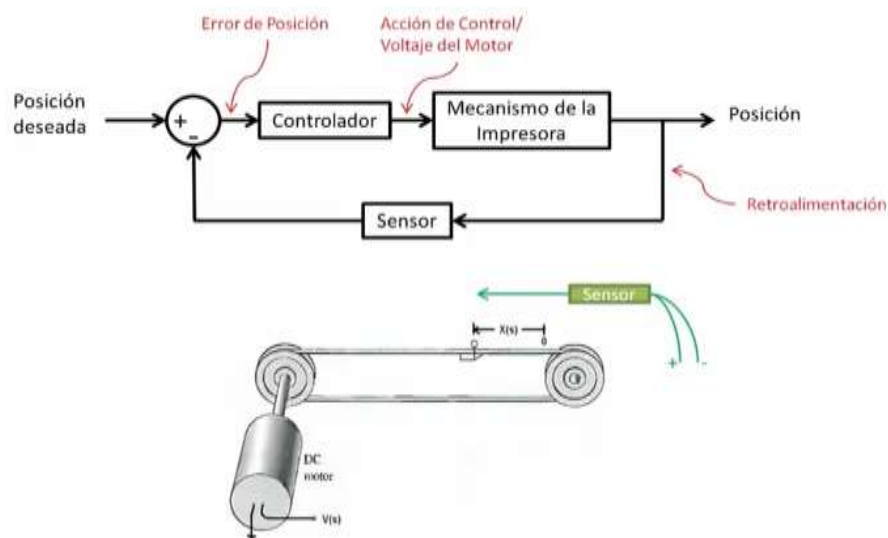 Error de Posición
Acción de Control/
Voltaje del Motor
Posición
deseada
+
-
Controlador
Mecanismo de la
Impresora
Posición
Retroalimentación
Sensor
Sensor
X(s)
0
+ -
DC
motor
V(s)